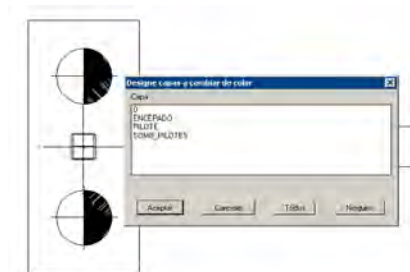 Designe capas a cambiar de color
Capa
0
ENCEPADO
PILOTE
SOMB_PILOTES
Aceptar Cancelar Todos Ninguno